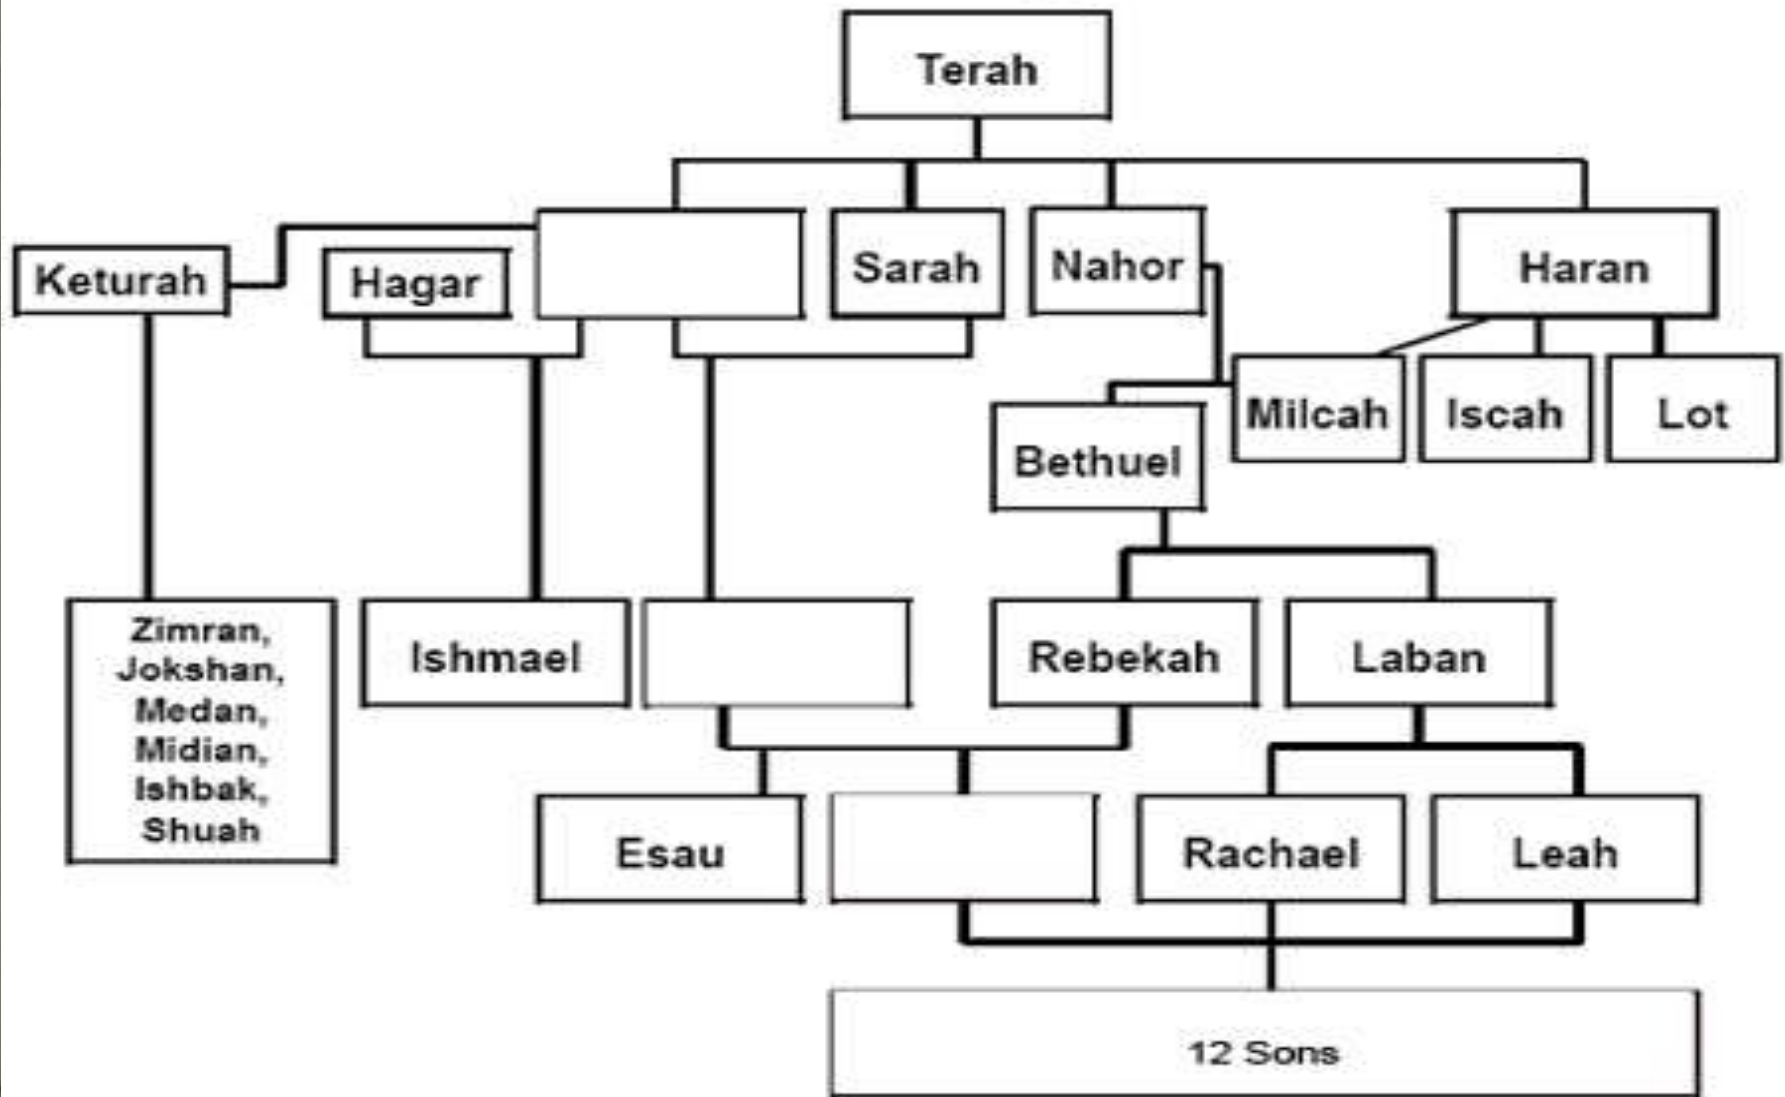 Terah
Keturah
Hagar
Sarah
Nahor
Haran
Milcah
Iscah
Lot
Bethuel
Zimran,
Jokshan,
Medan,
Midian,
Ishbak,
Shuah
Ishmael
Rebekah
Laban
Esau
Rachael
Leah
12 Sons